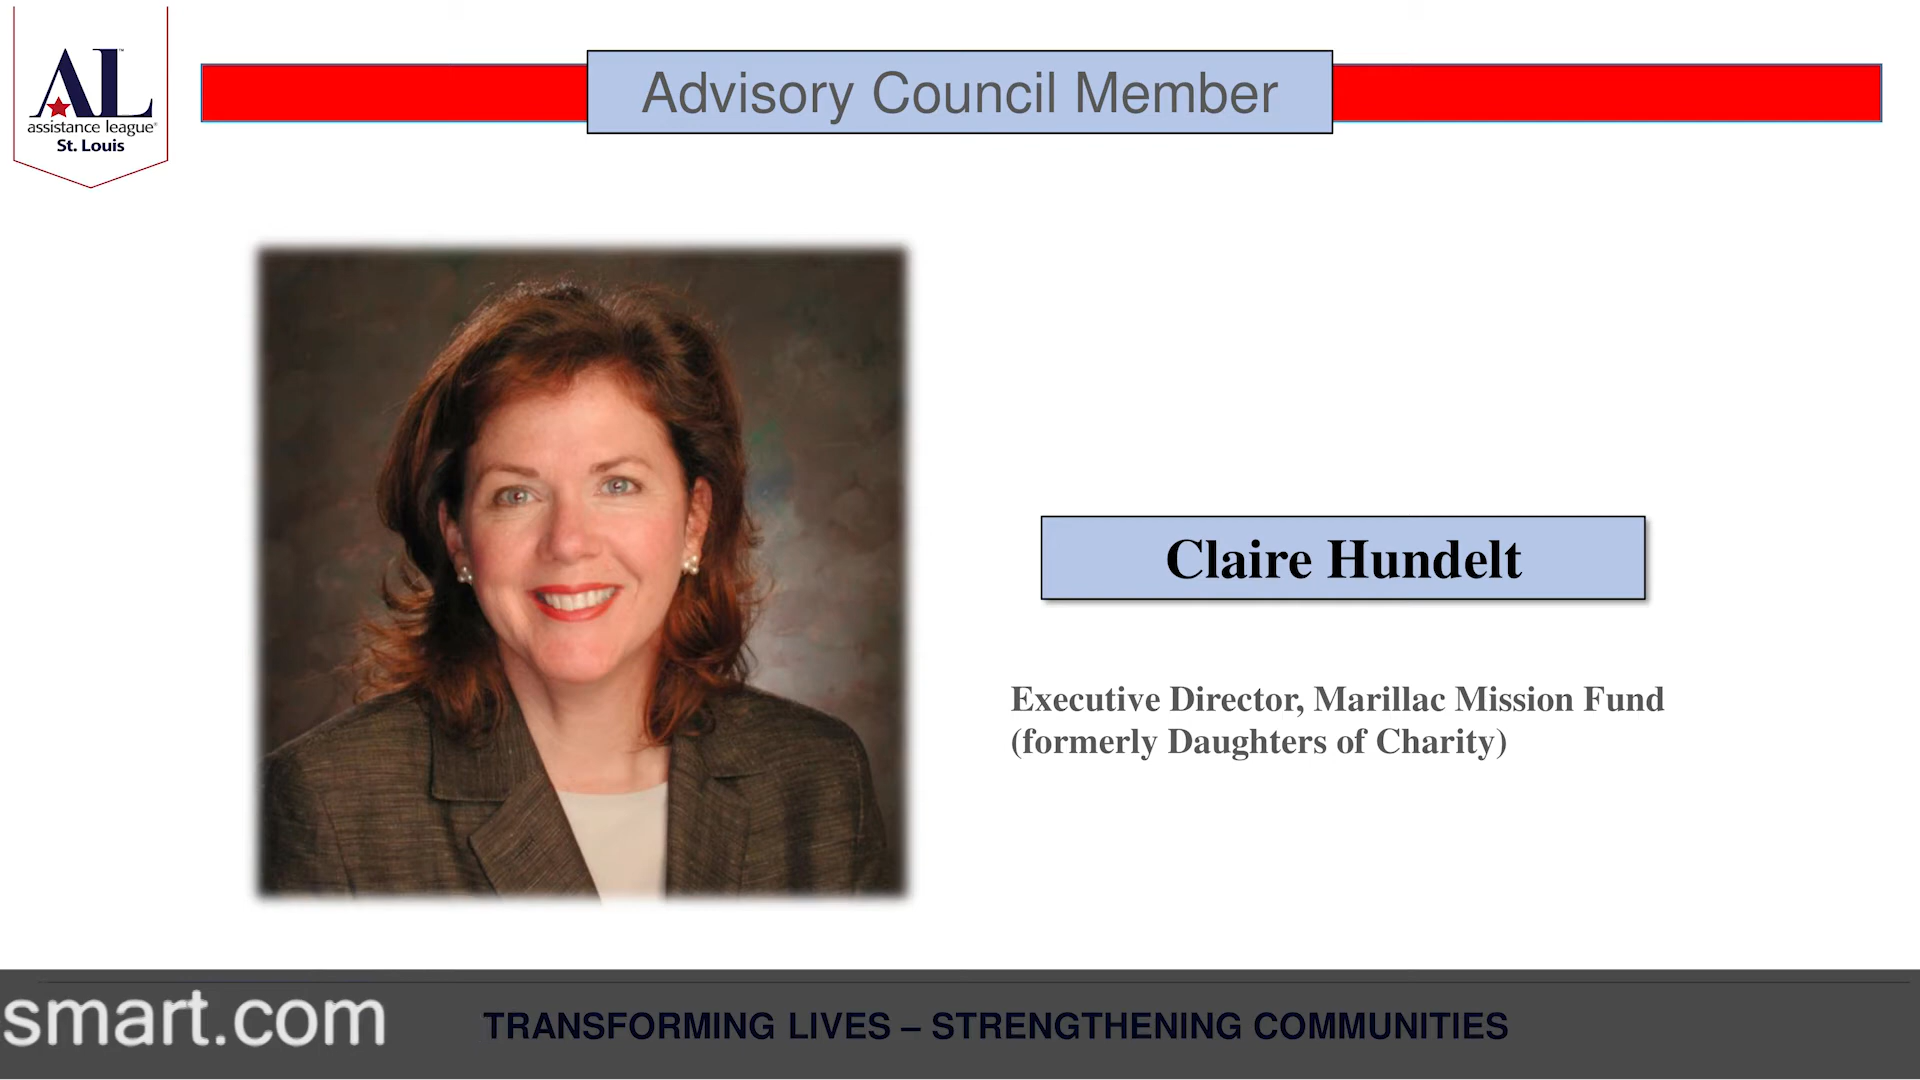 AL
assistance league®
St. Louis
Advisory Council Member
Claire Hundelt
Executive Director, Marillac Mission Fund
(formerly Daughters of Charity)
smart.com
TRANSFORMING LIVES – STRENGTHENING COMMUNITIES